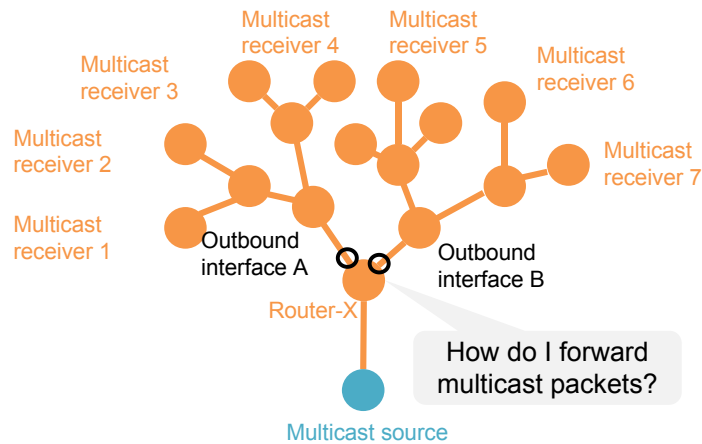 Multicast
receiver 4
Multicast
receiver 5
Multicast
receiver 3
Multicast
receiver 6
Multicast
receiver 2
Multicast
receiver 7
Multicast
receiver 1
Outbound
interface A
Outbound
interface B
Router-X
How do I forward
multicast packets?
Multicast source